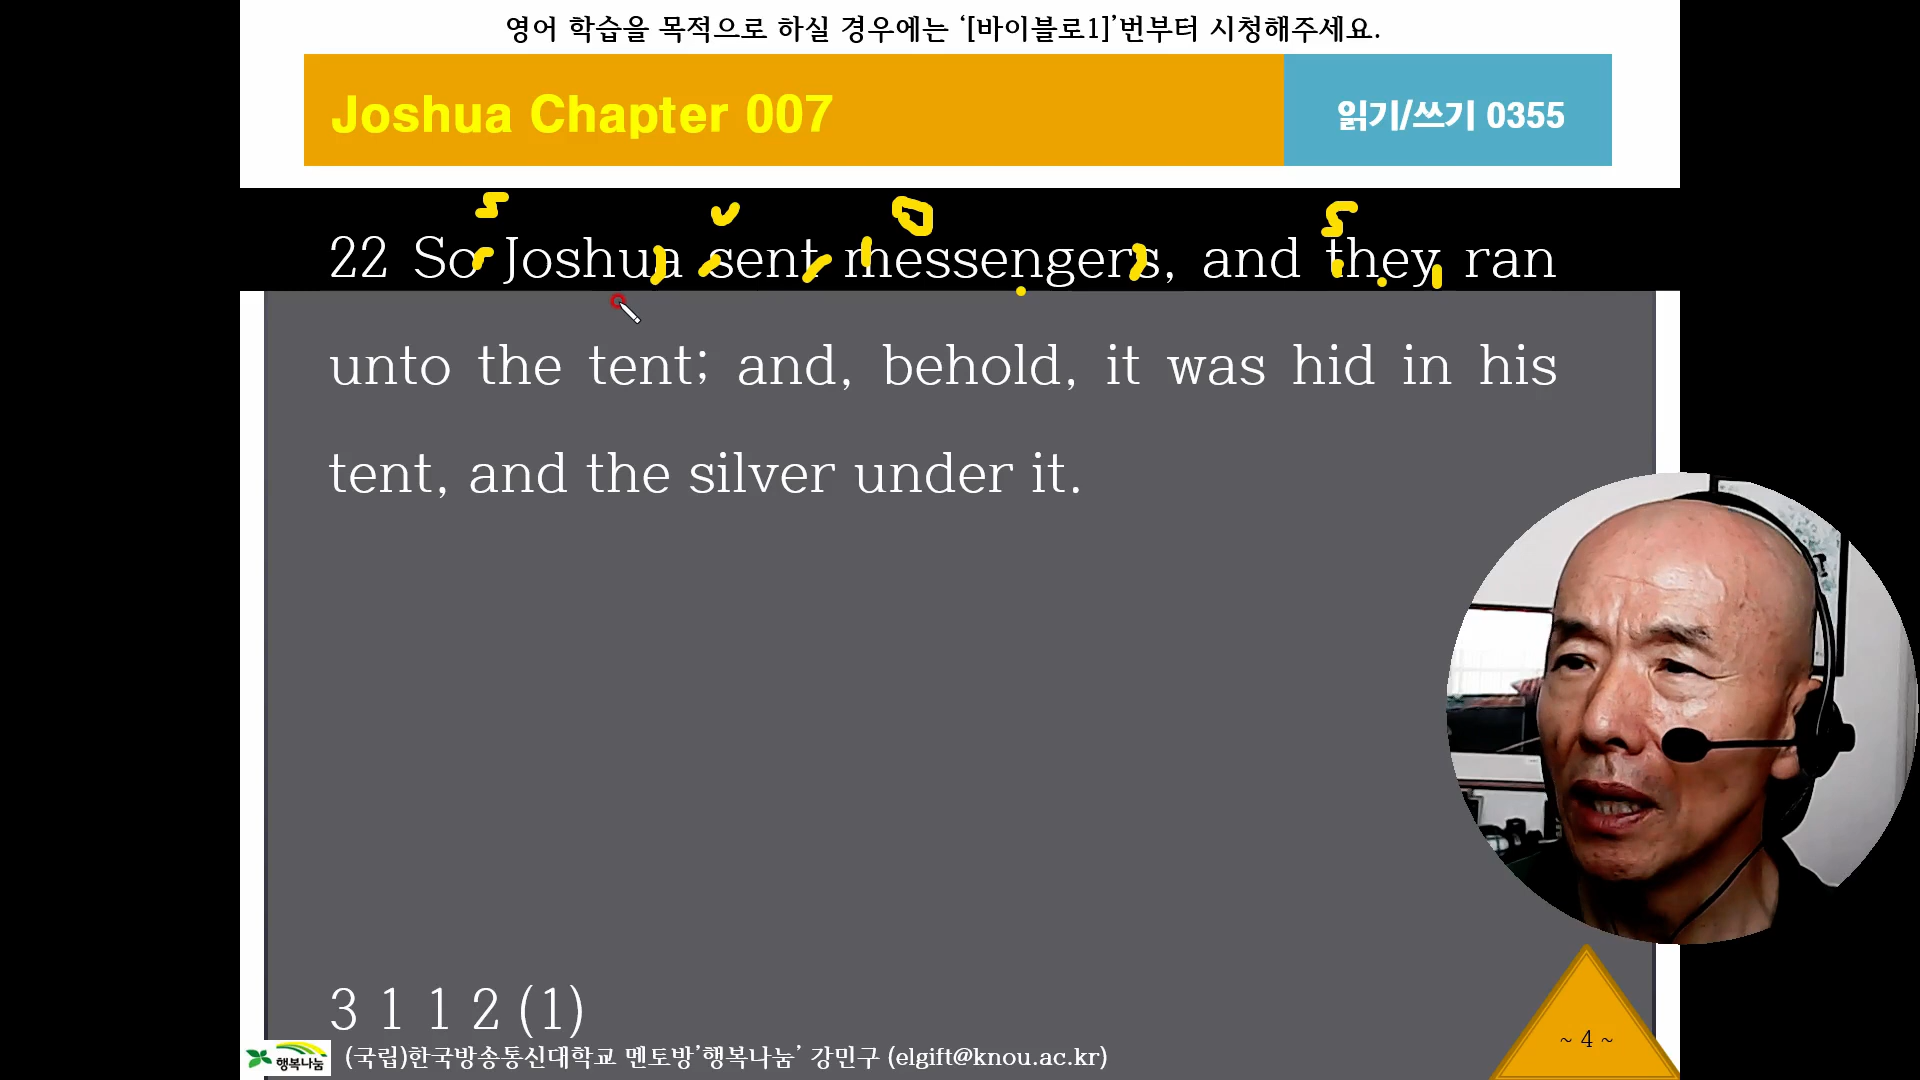 영어 학습을 목적으로 하실 경우에는 ‘[바이블로1]’번부터 시청해주세요.
Joshua Chapter 007
읽기/쓰기 0355
S V O S
22 So Joshua sent messengers, and they ran
unto the tent; and, behold, it was hid in his
tent, and the silver under it.
3 1 1 2 (1)
행복나눔
(국립)한국방송통신대학교 멘토방’행복나눔’ 강민구 (elgift@knou.ac.kr)
~ 4 ~